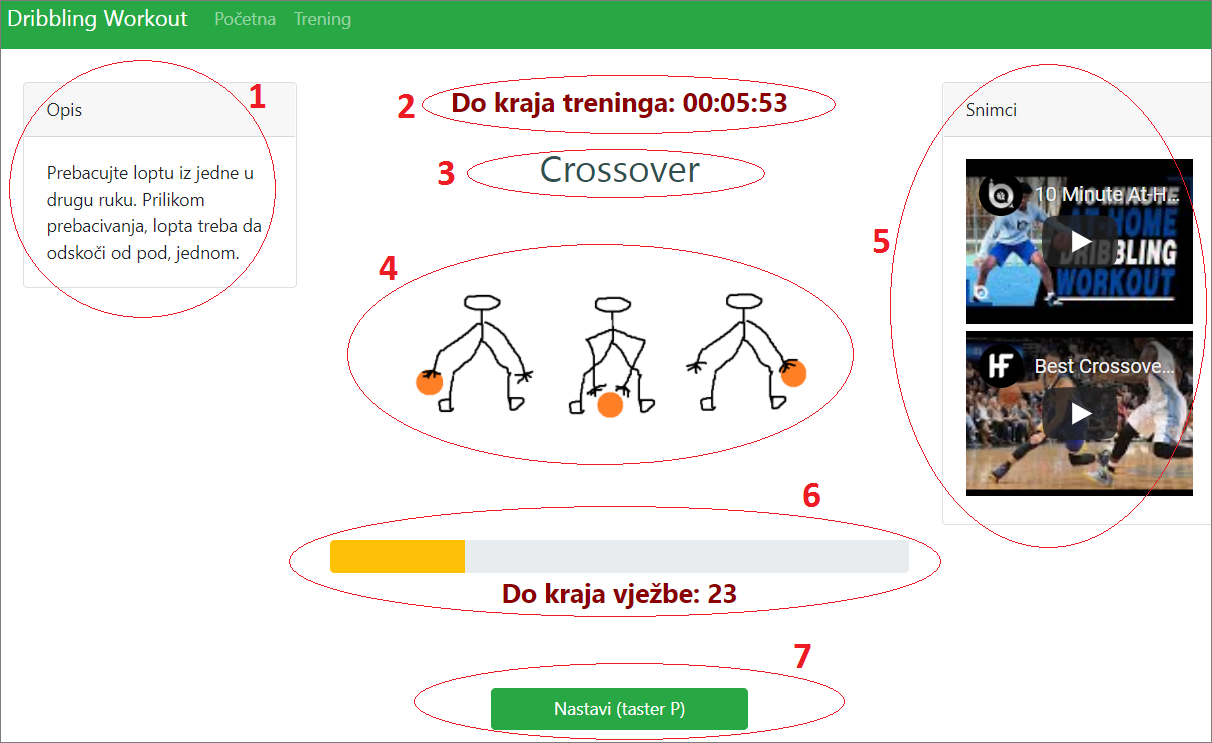 Dribbling Workout Početna Trening
1
Opis
Prebacujte loptu iz jedne u
drugu ruku. Prilikom
prebacivanja, lopta treba da
odskoči od pod, jednom.
2
Do kraja treninga: 00:05:53
3
Crossover
4
5
Snimci
10 Minute At-H...
10 MINUTE
AT-HOME
DRIBBLING
WORKOUT
HF
Best Crossove...
6
Do kraja vježbe: 23
7
Nastavi (taster P)